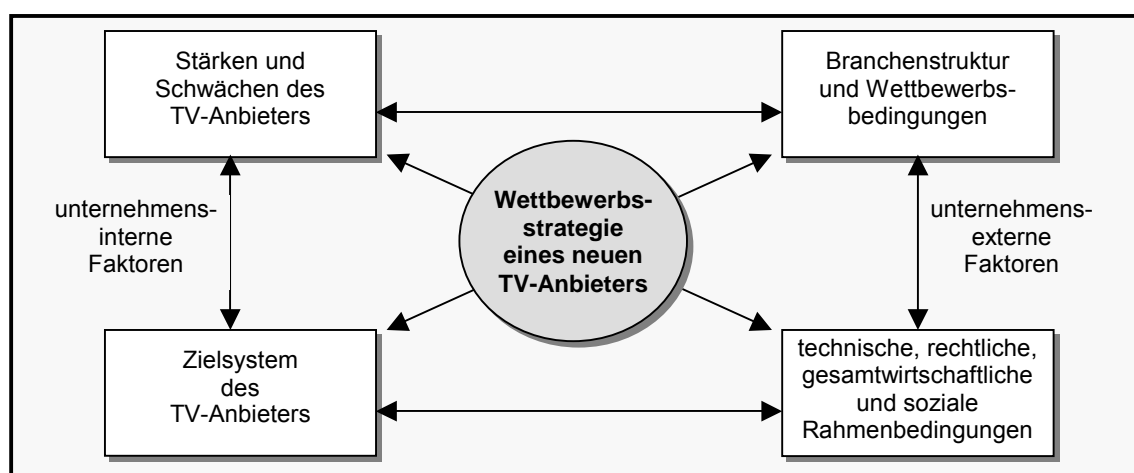 Stärken und
Schwächen des
TV-Anbieters
Branchenstruktur
und Wettbewerbs-
bedingungen
unternehmens-
interne
Faktoren
Wettbewerbs-
strategie
eines neuen
TV-Anbieters
unternehmens-
externe
Faktoren
Zielsystem
des
TV-Anbieters
technische, rechtliche,
gesamtwirtschaftliche
und soziale
Rahmenbedingungen